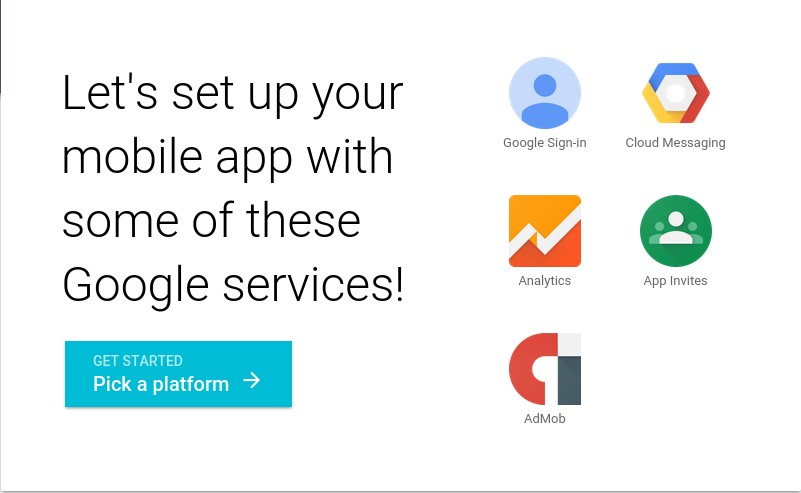 Let's set up your
mobile app with
some of these
Google services!
GET STARTED
Pick a platform
Google Sign-in
Cloud Messaging
Analytics
App Invites
AdMob